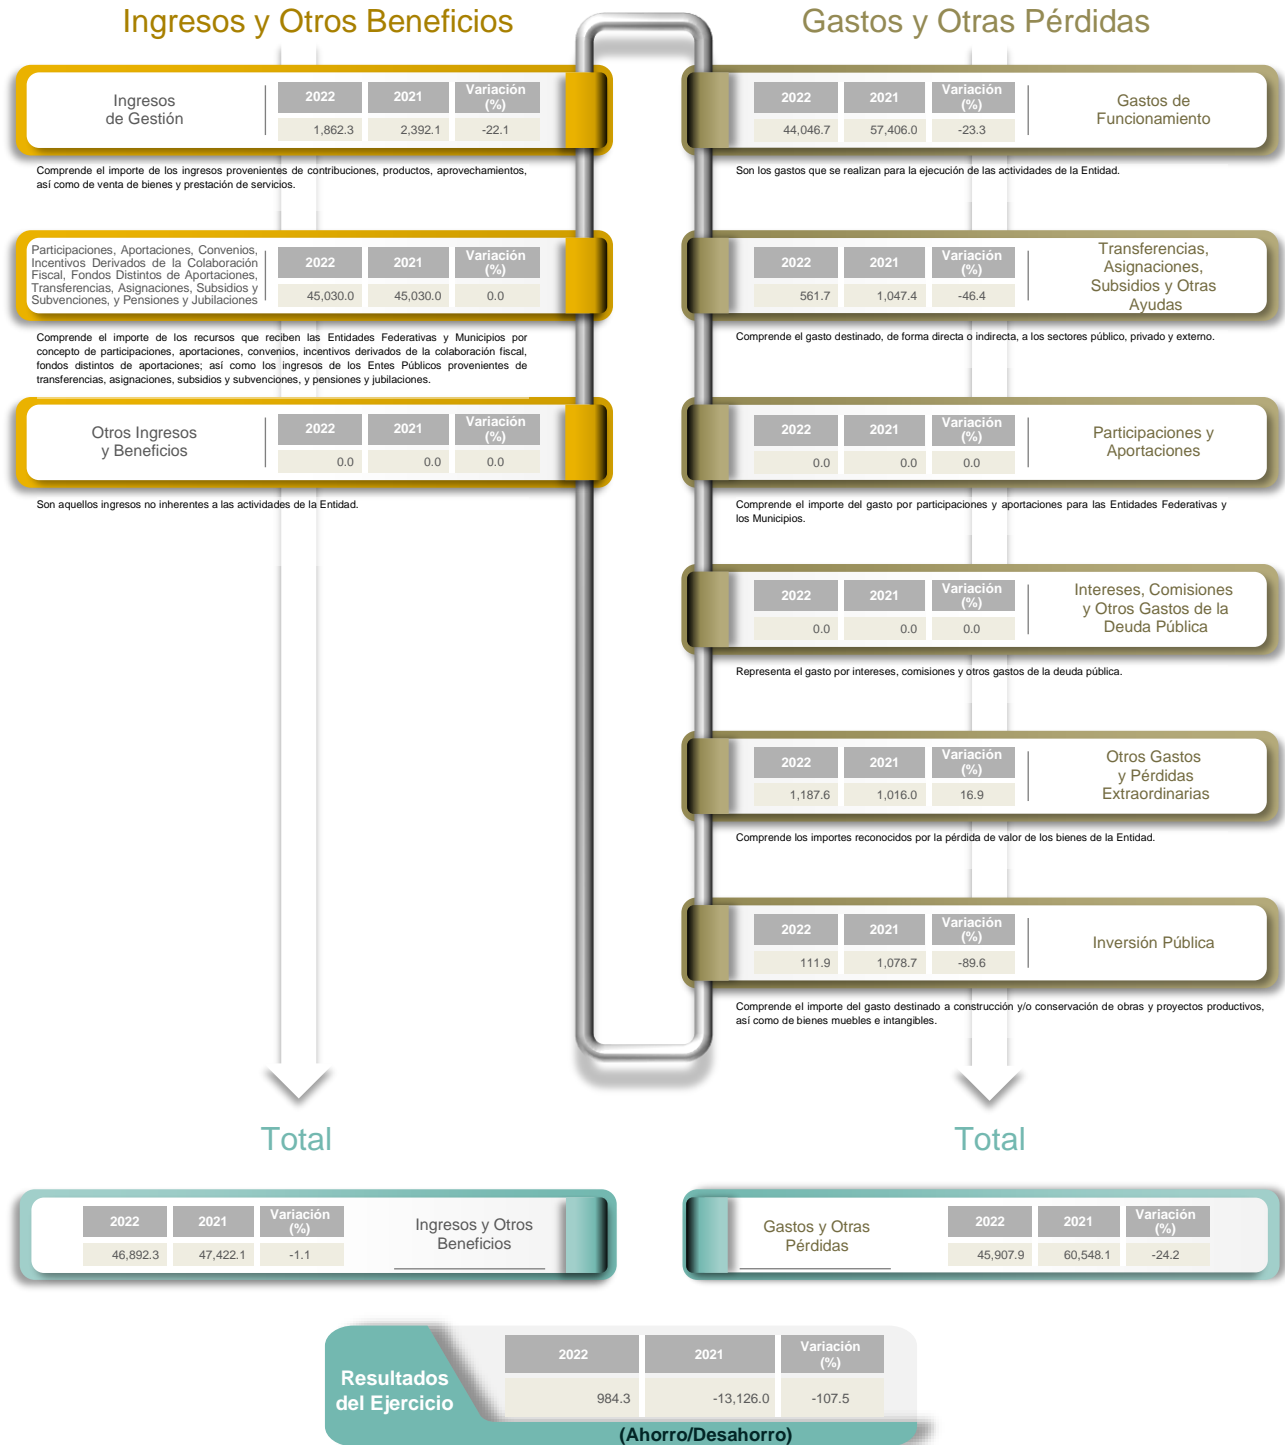 Ingresos y Otros Beneficios
Ingresos
de Gestión
2022 2021 Variación (%)
1,862.3 2,392.1 -22.1
Comprende el importe de los ingresos provenientes de contribuciones, productos, aprovechamientos,
así como de venta de bienes y prestación de servicios.
Participaciones, Aportaciones, Convenios,
Incentivos Derivados de la Colaboración
Fiscal, Fondos Distintos de Aportaciones,
Transferencias, Asignaciones, Subsidios y
Subvenciones, y Pensiones y Jubilaciones
2022 2021 Variación (%)
45,030.0 45,030.0 0.0
Comprende el importe de los recursos que reciben las Entidades Federativas y Municipios por
concepto de participaciones, aportaciones, convenios, incentivos derivados de la colaboración fiscal,
fondos distintos de aportaciones; así como los ingresos de los Entes Públicos provenientes de
transferencias, asignaciones, subsidios y subvenciones, y pensiones y jubilaciones.
Otros Ingresos
y Beneficios
2022 2021 Variación (%)
0.0 0.0 0.0
Son aquellos ingresos no inherentes a las actividades de la Entidad.
Gastos y Otras Pérdidas
2022 2021 Variación (%)
44,046.7 57,406.0 -23.3
Gastos de
Funcionamiento
Son los gastos que se realizan para la ejecución de las actividades de la Entidad.
2022 2021 Variación (%)
561.7 1,047.4 -46.4
Transferencias,
Asignaciones,
Subsidios y Otras
Ayudas
Comprende el gasto destinado, de forma directa o indirecta, a los sectores público, privado y externo.
2022 2021 Variación (%)
0.0 0.0 0.0
Participaciones y
Aportaciones
Comprende el importe del gasto por participaciones y aportaciones para las Entidades Federativas y
los Municipios.
2022 2021 Variación (%)
0.0 0.0 0.0
Intereses, Comisiones
y Otros Gastos de la
Deuda Pública
Representa el gasto por intereses, comisiones y otros gastos de la deuda pública.
2022 2021 Variación (%)
1,187.6 1,016.0 16.9
Otros Gastos
y Pérdidas
Extraordinarias
Comprende los importes reconocidos por la pérdida de valor de los bienes de la Entidad.
2022 2021 Variación (%)
111.9 1,078.7 -89.6
Inversión Pública
Comprende el importe del gasto destinado a construcción y/o conservación de obras y proyectos productivos,
así como de bienes muebles e intangibles.
Total
2022 2021 Variación (%)
46,892.3 47,422.1 -1.1
Ingresos y Otros
Beneficios
Total
Gastos y Otras
Pérdidas
2022 2021 Variación (%)
45,907.9 60,548.1 -24.2
Resultados
del Ejercicio
2022 2021 Variación (%)
984.3 -13,126.0 -107.5
(Ahorro/Desahorro)